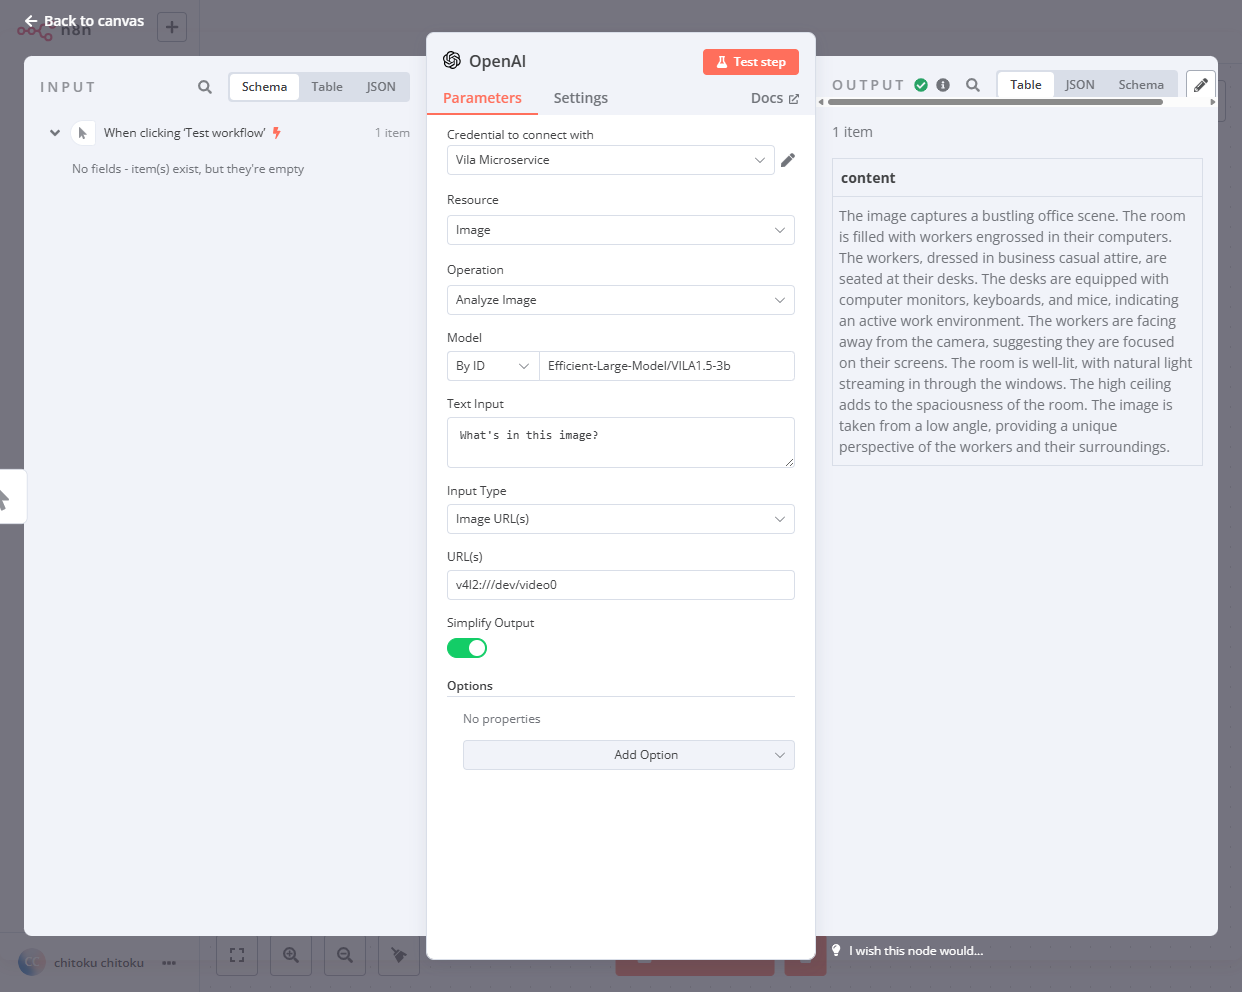 Back to canvas
n8n
INPUT
Schema
Table
JSON
When clicking ‘Test workflow’
1 item
No fields - item(s) exist, but they're empty
OpenAI
Test step
Parameters
Settings
Docs
Credential to connect with
Vila Microservice
Resource
Image
Operation
Analyze Image
Model
By ID
Efficient-Large-Model/VILA1.5-3b
Text Input
What's in this image?
Input Type
Image URL(s)
URL(s)
v4l2:///dev/video0
Simplify Output
Options
No properties
Add Option
OUTPUT
Table
JSON
Schema
1 item
content
The image captures a bustling office scene. The room
is filled with workers engrossed in their computers.
The workers, dressed in business casual attire, are
seated at their desks. The desks are equipped with
computer monitors, keyboards, and mice, indicating
an active work environment. The workers are facing
away from the camera, suggesting they are focused
on their screens. The room is well-lit, with natural light
streaming in through the windows. The high ceiling
adds to the spaciousness of the room. The image is
taken from a low angle, providing a unique
perspective of the workers and their surroundings.
CC
chitoku chitoku
I wish this node would...